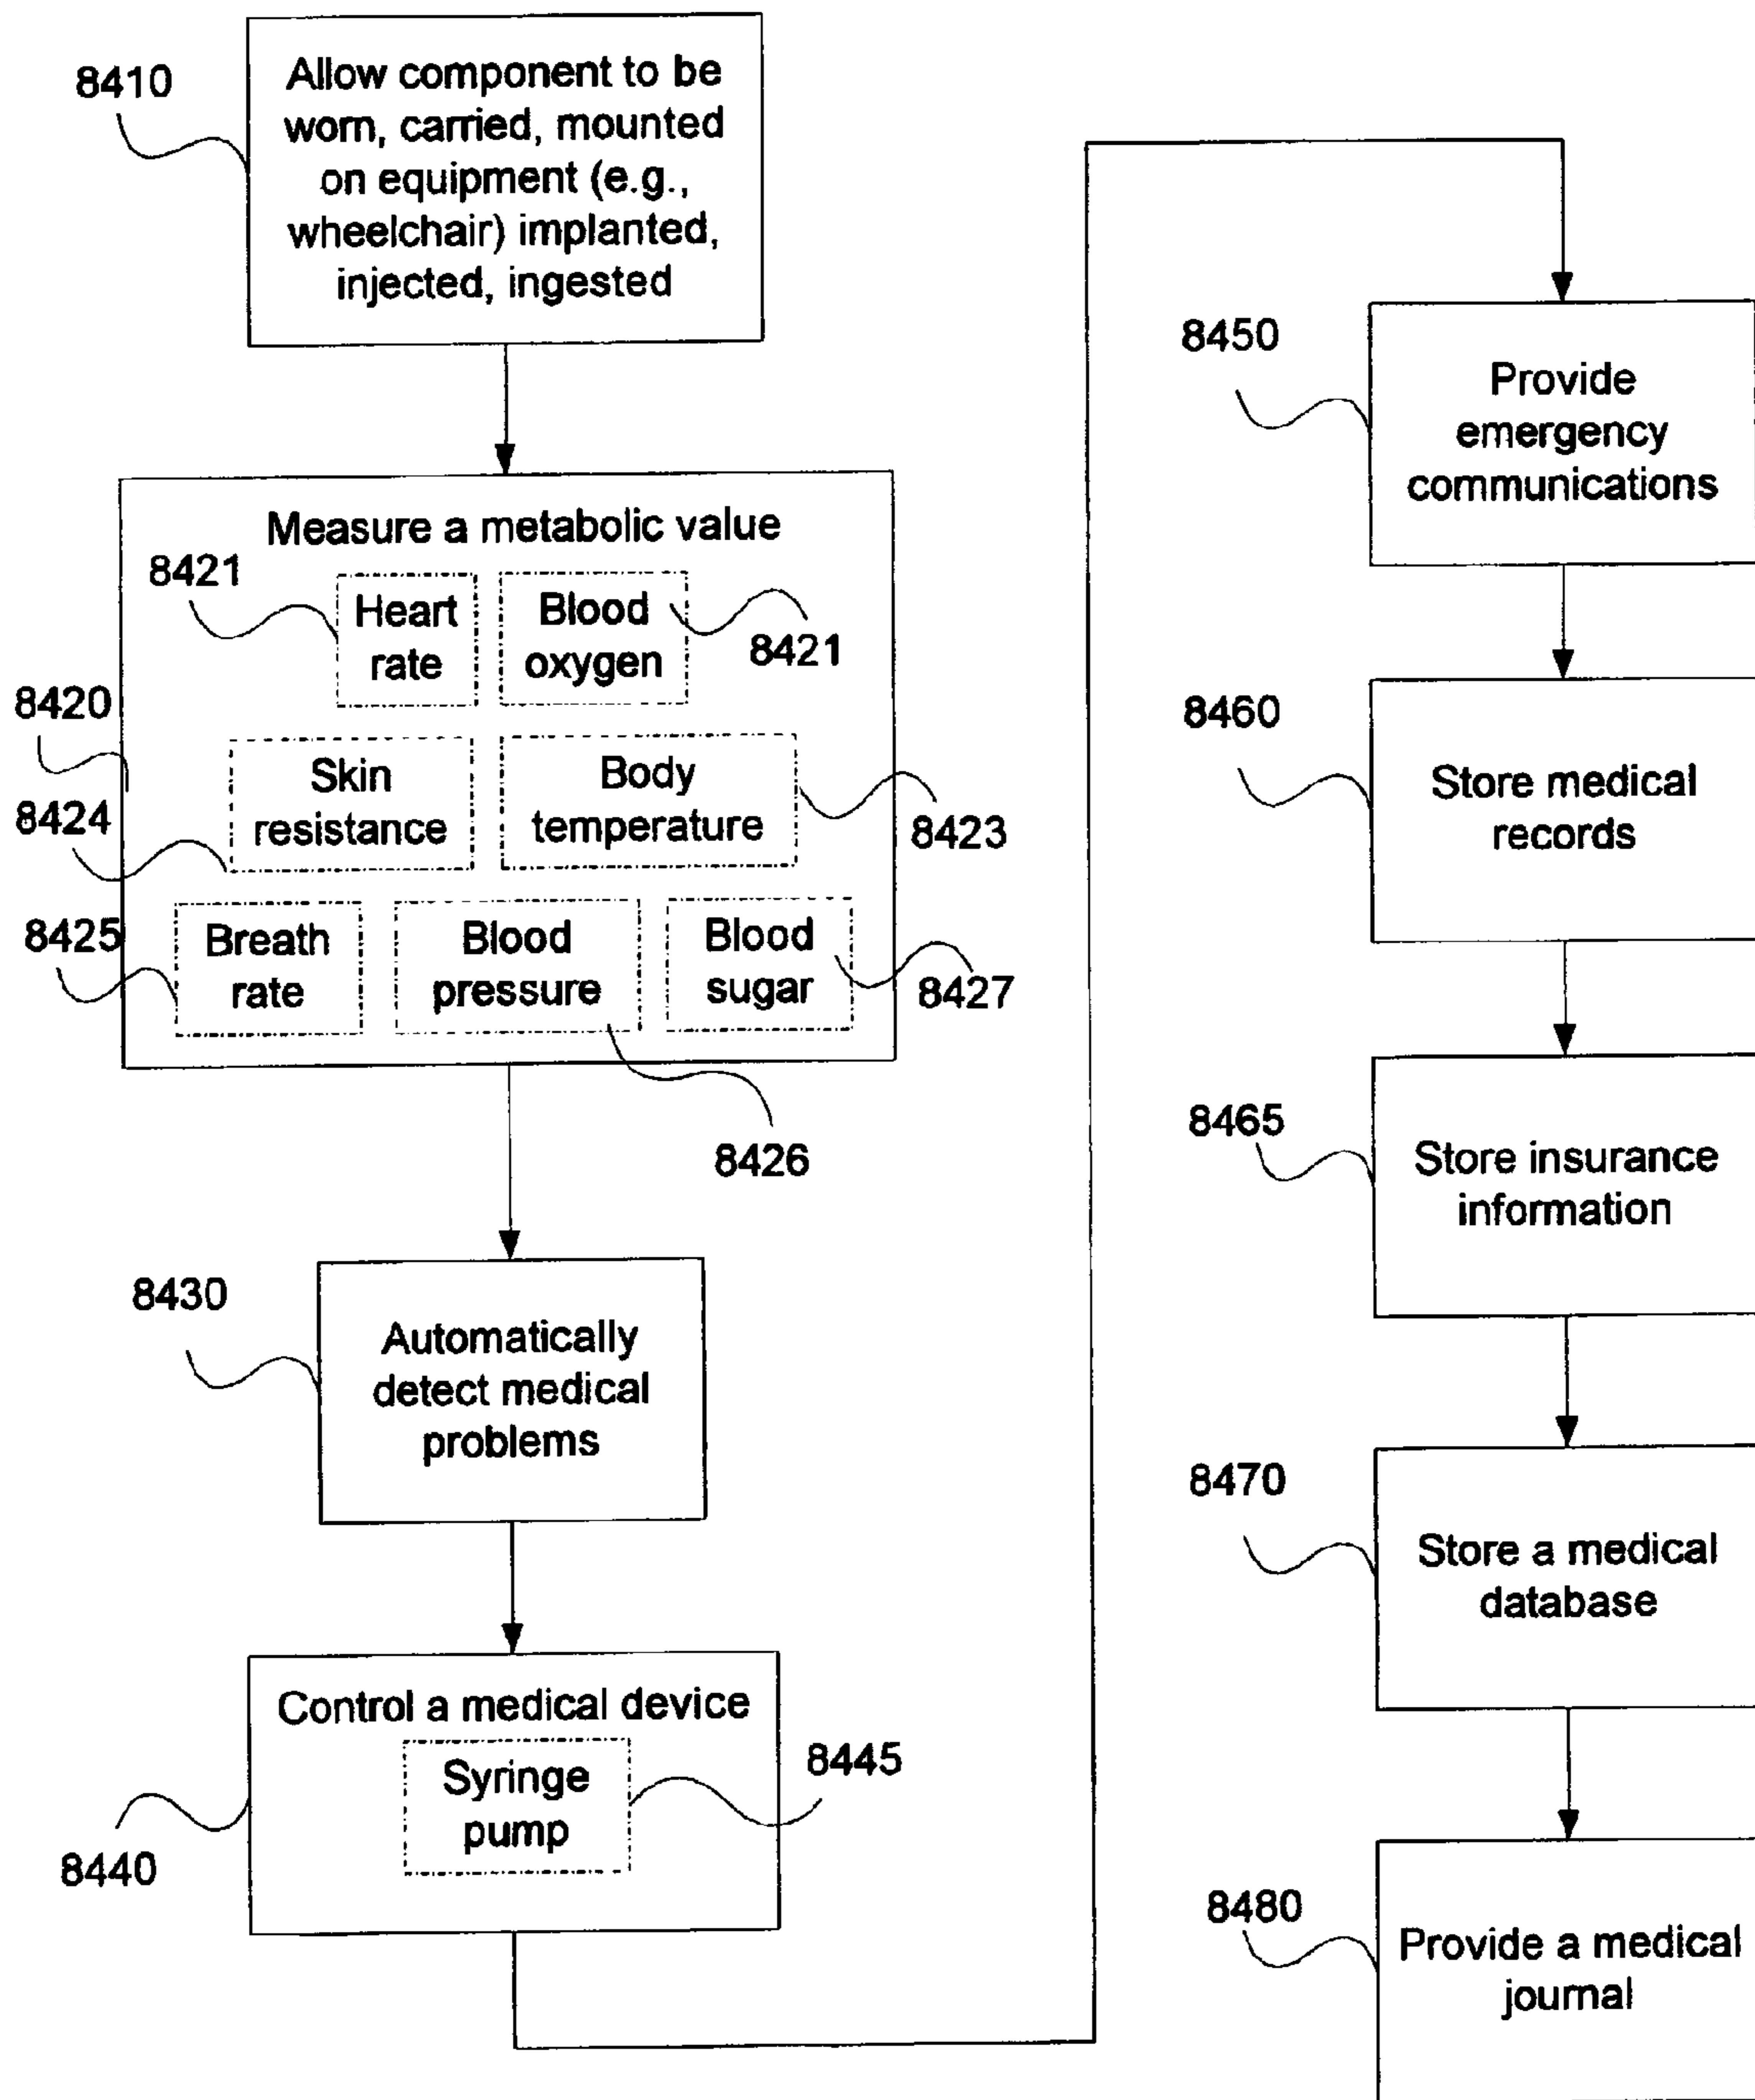 8410
Allow component to be
worn, carried, mounted
on equipment (e.g.,
wheelchair) implanted,
injected, ingested
8420
Measure a metabolic value
8421
Heart
rate
Blood
oxygen
8421
8424
Skin
resistance
Body
temperature
8423
8425
Breath
rate
Blood
pressure
8426
Blood
sugar
8427
8430
Automatically
detect medical
problems
8440
Control a medical device
Syringe
pump
8445
8450
Provide
emergency
communications
8460
Store medical
records
8465
Store insurance
information
8470
Store a medical
database
8480
Provide a medical
journal